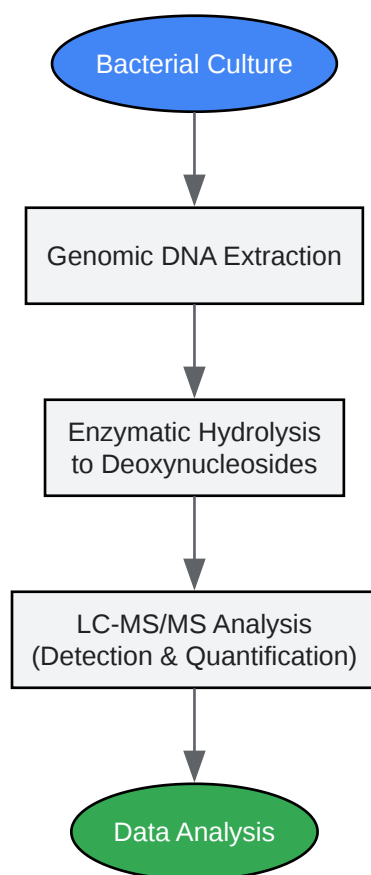 Bacterial Culture
Genomic DNA Extraction
Enzymatic Hydrolysis
to Deoxynucleosides
LC-MS/MS Analysis
(Detection & Quantification)
Data Analysis